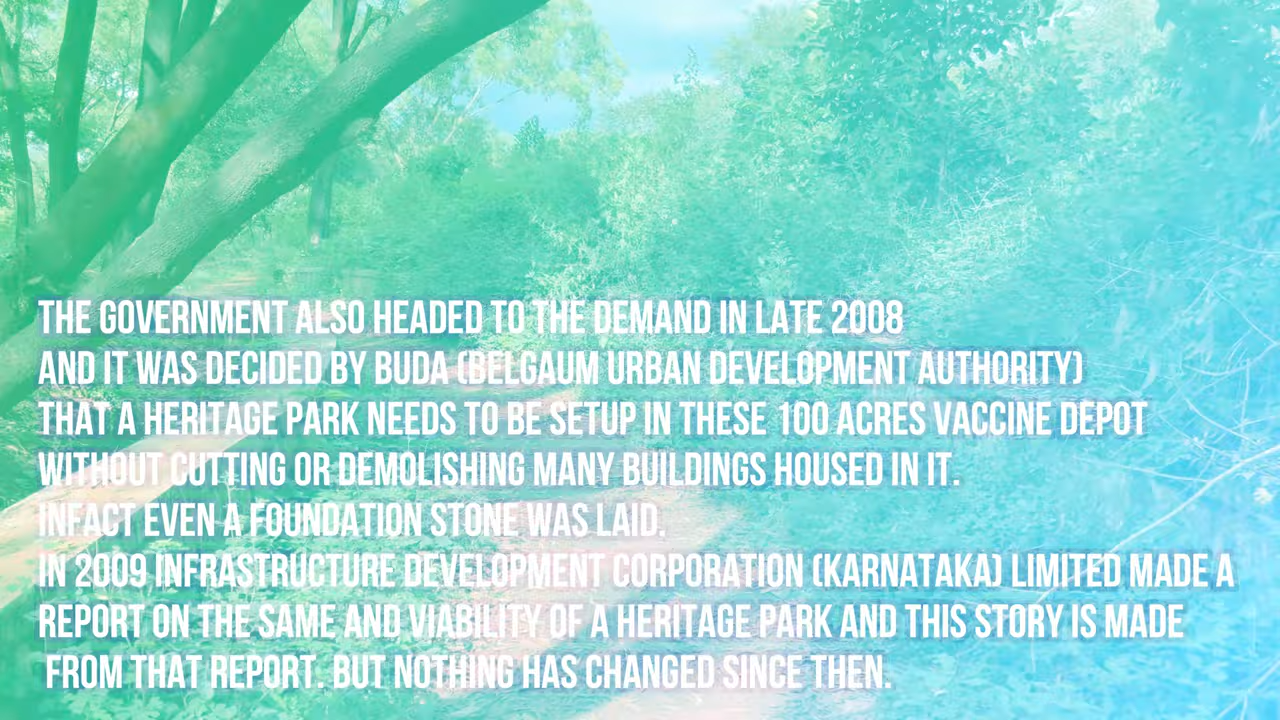 THE GOVERNMENT ALSO HEADED TO THE DEMAND IN LATE 2008
AND IT WAS DECIDED BY BUDA (BELGAUM URBAN DEVELOPMENT AUTHORITY)
THAT A HERITAGE PARK NEEDS TO BE SETUP IN THESE 100 ACRES VACCINE DEPOT
WITHOUT CUTTING OR DEMOLISHING MANY BUILDINGS HOUSED IN IT.
INFACT EVEN A FOUNDATION STONE WAS LAID.
IN 2009 INFRASTRUCTURE DEVELOPMENT CORPORATION (KARNATAKA) LIMITED MADE A
REPORT ON THE SAME AND VIABILITY OF A HERITAGE PARK AND THIS STORY IS MADE
FROM THAT REPORT. BUT NOTHING HAS CHANGED SINCE THEN.